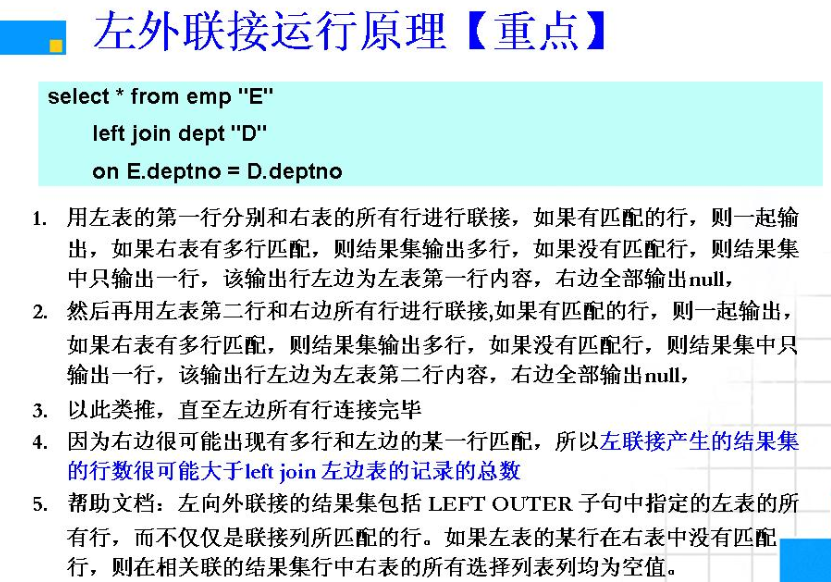 左外联接运行原理【重点】
select * from emp "E"
left join dept "D"
on E.deptno = D.deptno
1. 用左表的第一行分别和右表的所有行进行联接，如果有匹配的行，则一起输
出，如果右表有多行匹配，则结果集输出多行，如果没有匹配行，则结果集
中只输出一行，该输出行左边为左表第一行内容，右边全部输出null，
2. 然后再用左表第二行和右边所有行进行联接,如果有匹配的行，则一起输出，
如果右表有多行匹配，则结果集输出多行，如果没有匹配行，则结果集中只
输出一行，该输出行左边为左表第二行内容，右边全部输出null，
3. 以此类推，直至左边所有行连接完毕
4. 因为右边很可能出现有多行和左边的某一行匹配，所以左联接产生的结果集
的行数很可能大于left join 左边表的记录的总数
5. 帮助文档：左向外联接的结果集包括 LEFT OUTER 子句中指定的左表的所
有行，而不仅仅是联接列所匹配的行。如果左表的某行在右表中没有匹配
行，则在相关联的结果集行中右表的所有选择列表列均为空值。